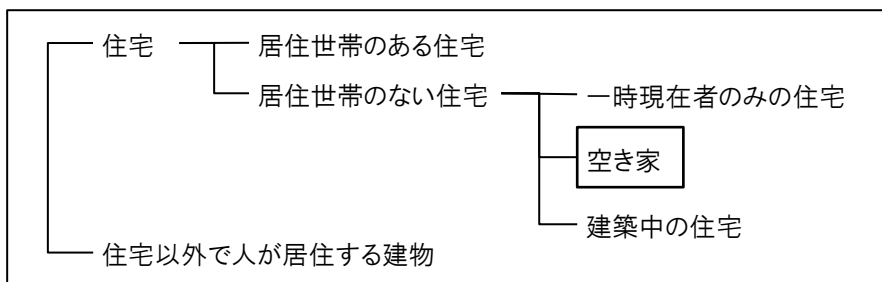 住宅
居住世帯のある住宅
居住世帯のない住宅
一時現在者のみの住宅
空き家
建築中の住宅
住宅以外で人が居住する建物